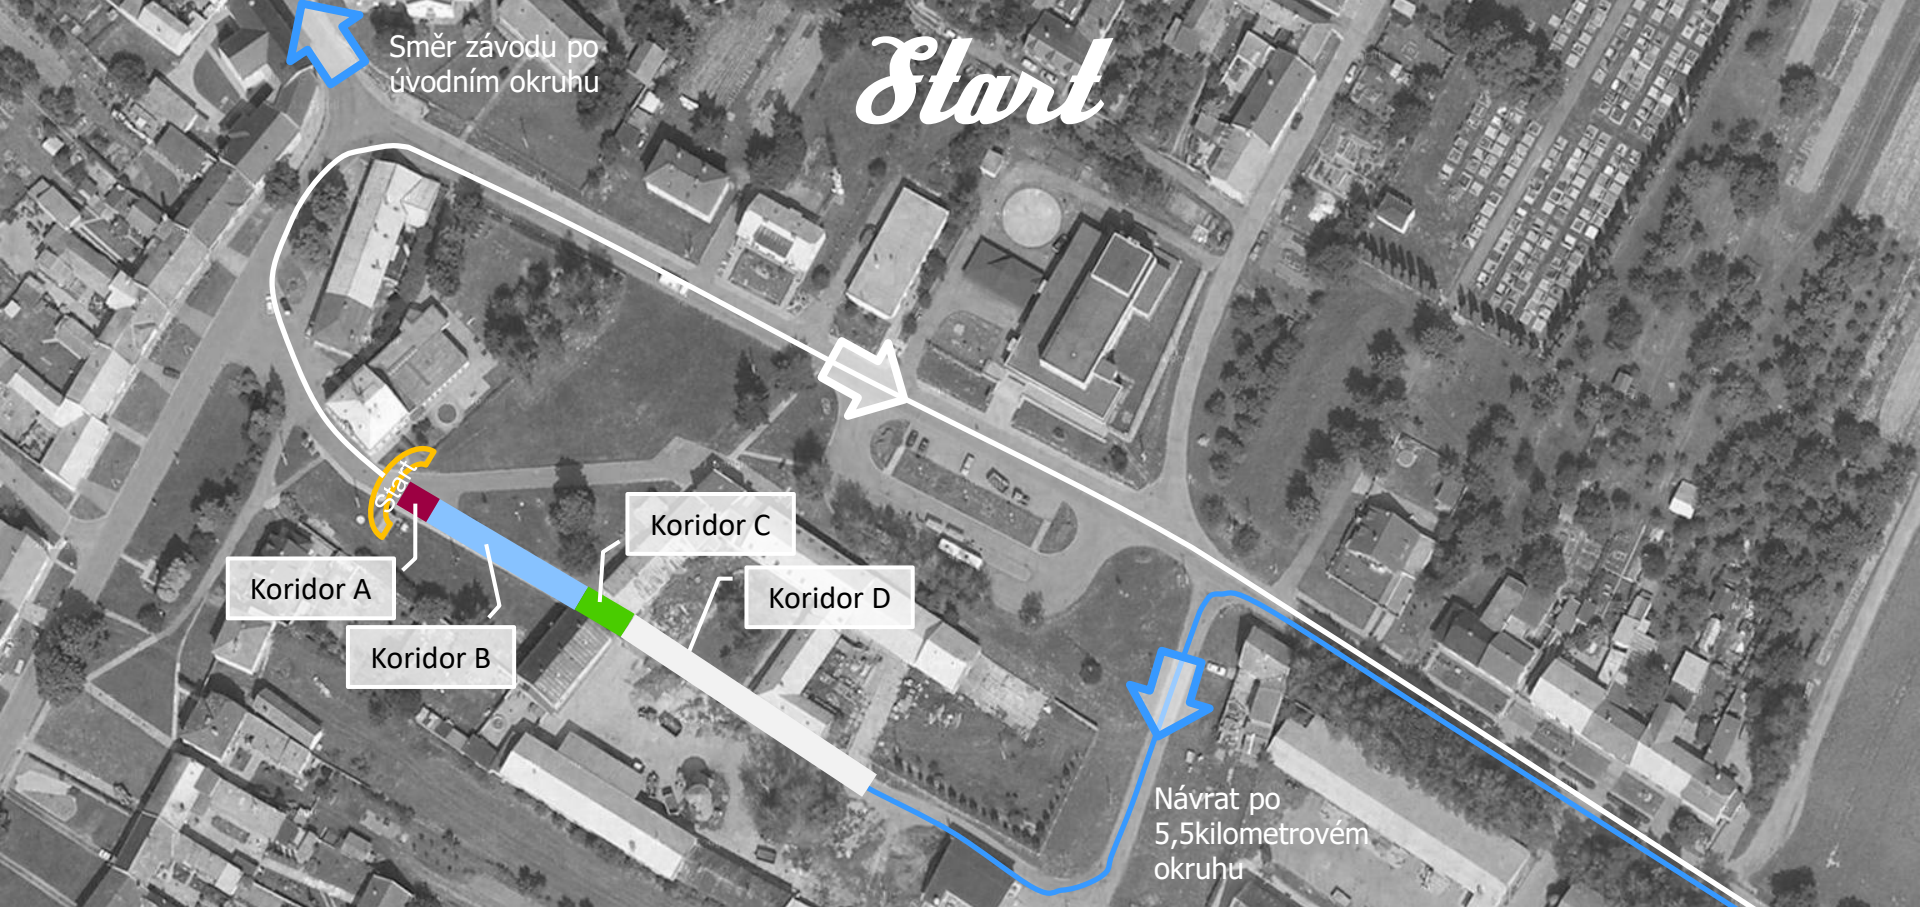 Směr závodu po
úvodním okruhu
Start
Start
Koridor C
Koridor A
Koridor D
Koridor B
Návrat po
5,5kilometrovém
okruhu